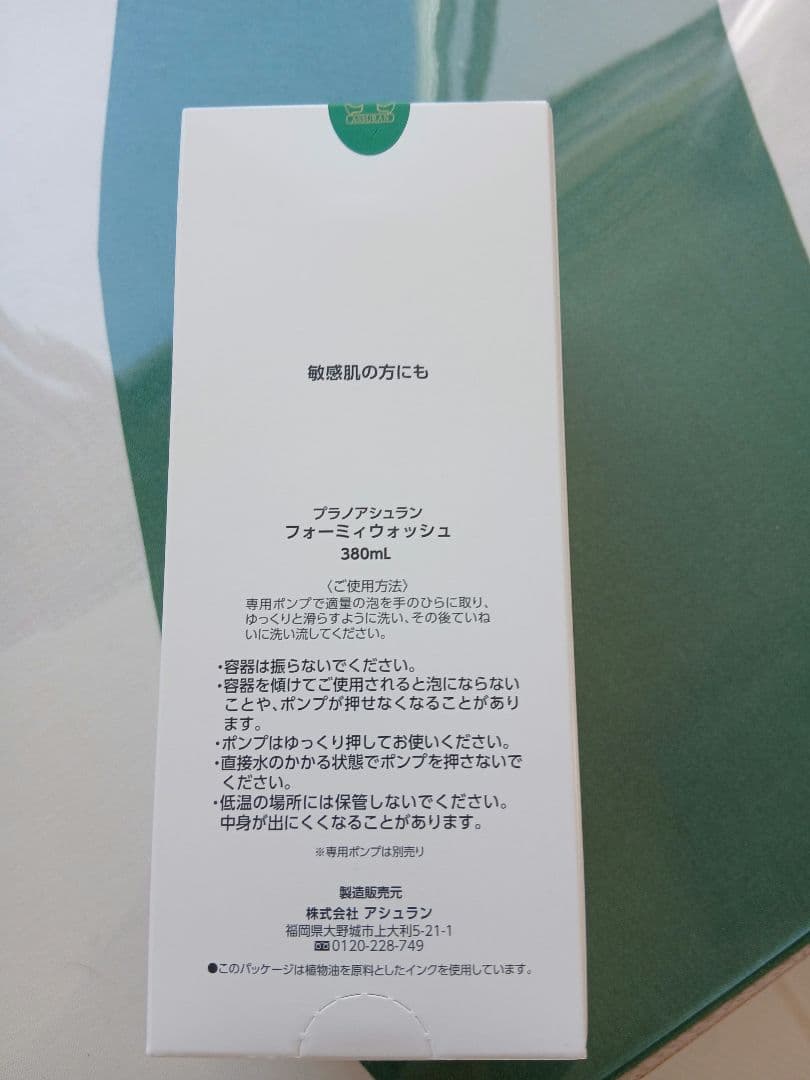 ASSURAN
敏感肌の方にも
プラノアシュラン
フォーミィウォッシュ
380mL
〈ご使用方法〉
専用ポンプで適量の泡を手のひらに取り、
ゆっくりと滑らすように洗い、その後ていね
いに洗い流してください。
・容器は振らないでください。
・容器を傾けてご使用されると泡にならない
ことや、ポンプが押せなくなることがあり
ます。
・ポンプはゆっくり押してお使いください。
・直接水のかかる状態でポンプを押さないで
ください。
・低温の場所には保管しないでください。
中身が出にくくなることがあります。
※専用ポンプは別売り
製造販売元
株式会社 アシュラン
福岡県大野城市上大利5-21-1
0120-228-749
●このパッケージは植物油を原料としたインクを使用しています。